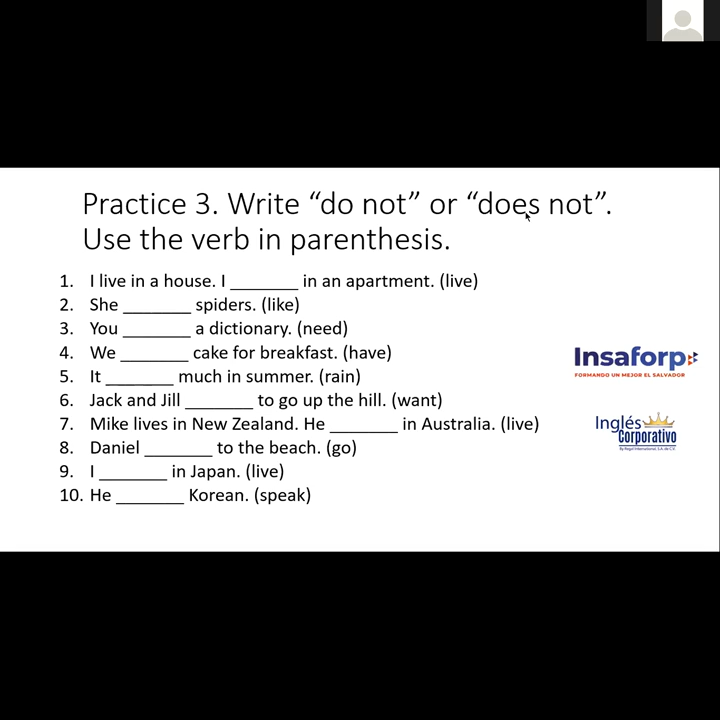 Practice 3. Write “do not” or “does not”.
Use the verb in parenthesis.
1. I live in a house. I _______ in an apartment. (live)
2. She _______ spiders. (like)
3. You _______ a dictionary. (need)
4. We _______ cake for breakfast. (have)
5. It _______ much in summer. (rain)
6. Jack and Jill _______ to go up the hill. (want)
7. Mike lives in New Zealand. He _______ in Australia. (live)
8. Daniel _______ to the beach. (go)
9. I _______ in Japan. (live)
10. He _______ Korean. (speak)
Insaforp
FORMANDO UN MEJOR EL SALVADOR
Inglés
Corporativo
By Regal International, S.A. de C.V.